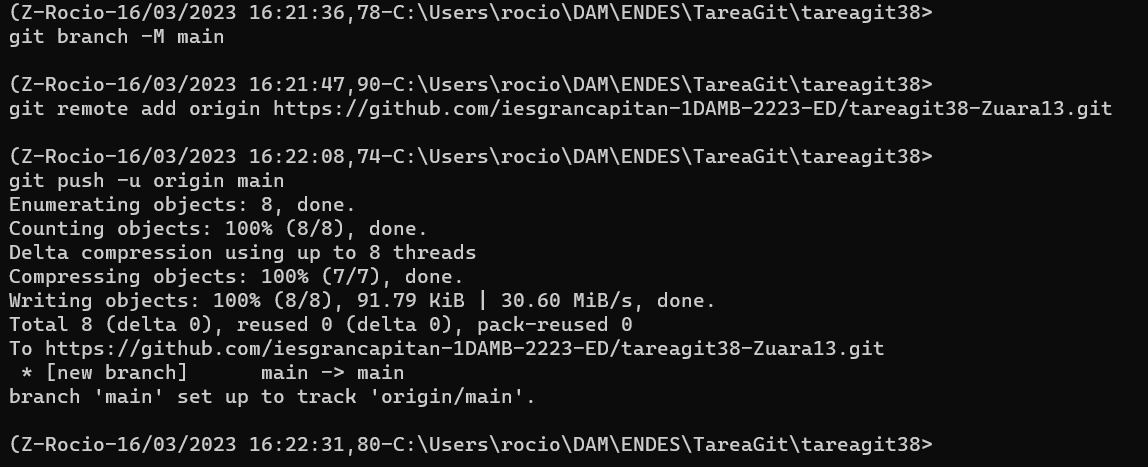 (Z-Rocio-16/03/2023 16:21:36,78-C:\Users\rocio\DAM\ENDES\TareaGit\tareagit38>
git branch -M main
(Z-Rocio-16/03/2023 16:21:47,90-C:\Users\rocio\DAM\ENDES\TareaGit\tareagit38>
git remote add origin https://github.com/iesgrancapitan-1DAMB-2223-ED/tareagit38-Zuara13.git
(Z-Rocio-16/03/2023 16:22:08,74-C:\Users\rocio\DAM\ENDES\TareaGit\tareagit38>
git push -u origin main
Enumerating objects: 8, done.
Counting objects: 100% (8/8), done.
Delta compression using up to 8 threads
Compressing objects: 100% (7/7), done.
Writing objects: 100% (8/8), 91.79 KiB | 30.60 MiB/s, done.
Total 8 (delta 0), reused 0 (delta 0), pack-reused 0
To https://github.com/iesgrancapitan-1DAMB-2223-ED/tareagit38-Zuara13.git
 * [new branch]      main -> main
branch 'main' set up to track 'origin/main'.
(Z-Rocio-16/03/2023 16:22:31,80-C:\Users\rocio\DAM\ENDES\TareaGit\tareagit38>